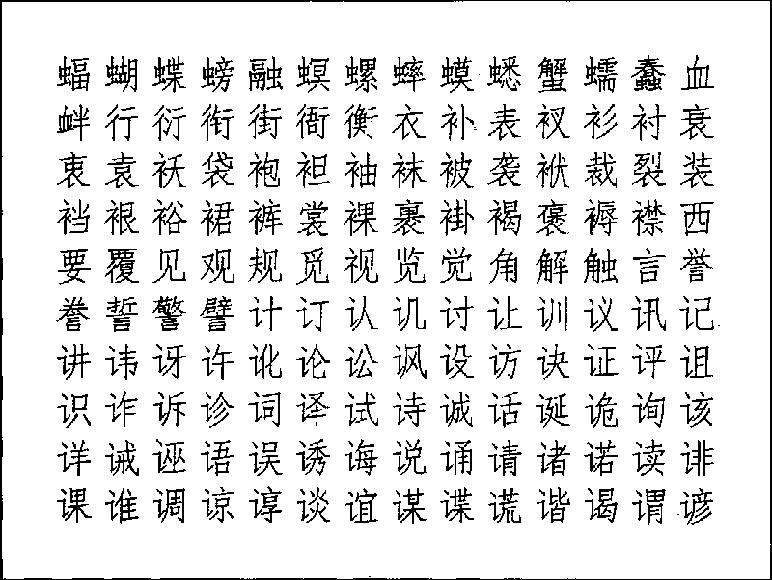 蝠蝴蝶螃融螟螺蟀蟆蟋蟹蠕蠢血
衅行衍衔街衙衡衣补表衩衫衬衰
衷袁袄袋袍袒袖袜被袭袱裁裂装
裆裉裕裙裤裳裸裹褂褐褒褥襟西
要覆见观规觅视览觉角解触言誉
誊誓警譬计订认讥讨让训议讯记
讲讳讶许讹论讼讽设访诀证评诅
识诈诉诊词译试诗诚话诞诡询该
详诫诬语误诱诲说诵请诸诺读诽
课谁调谅谆谈谊谋谍谎谐谒谓谚